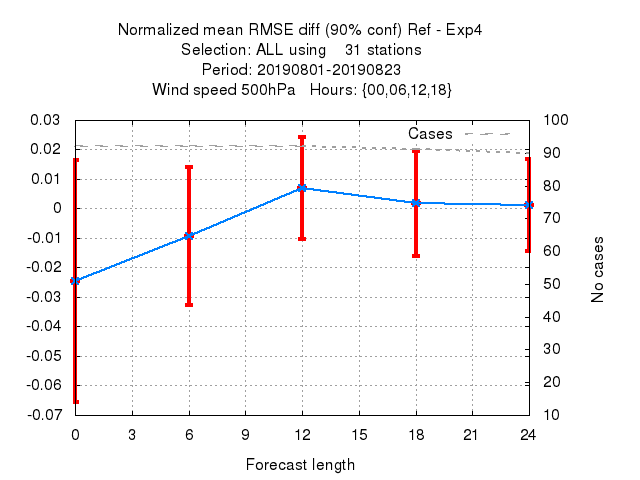 Normalized mean RMSE diff (90% conf) Ref - Exp4
Selection: ALL using    31 stations
Period: 20190801-20190823
Wind speed 500hPa   Hours: {00,06,12,18}
Cases
0.03
0.02
0.01
0
-0.01
-0.02
-0.03
-0.04
-0.05
-0.06
-0.07
100
90
80
70
60
50
40
30
20
10
No cases
0 3 6 9 12 15 18 21 24
Forecast length